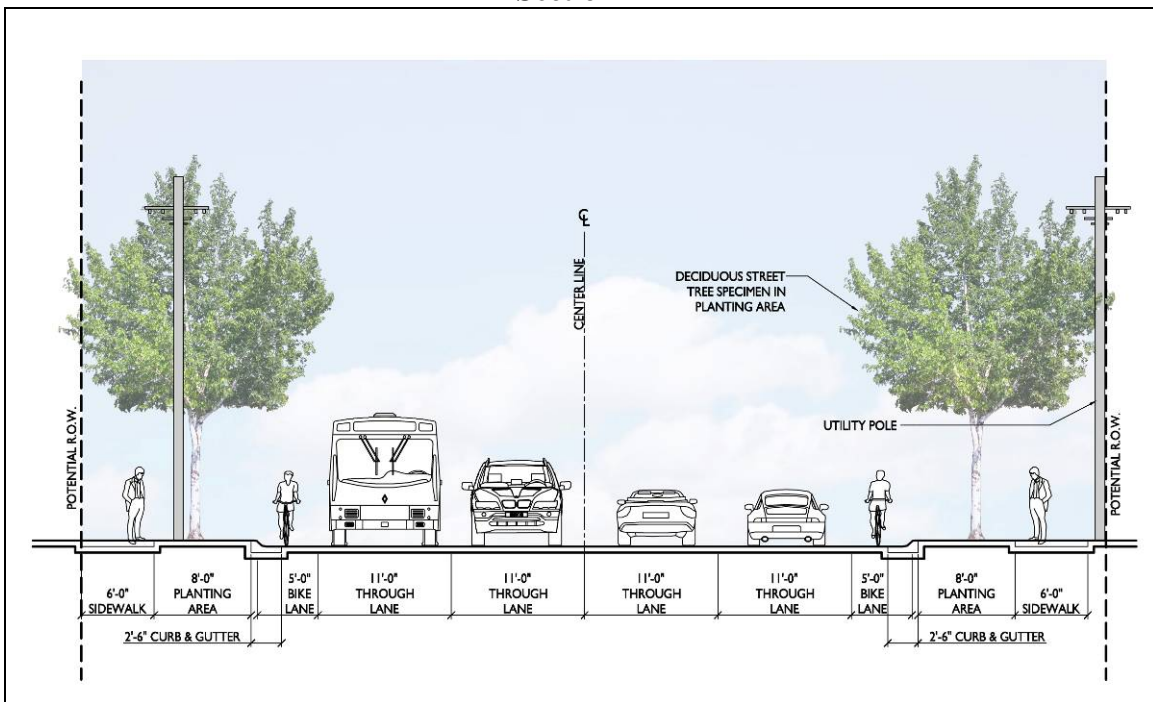 CL
CENTER LINE
DECIDUOUS STREET
TREE SPECIMEN IN
PLANTING AREA
UTILITY POLE
POTENTIAL R.O.W.
POTENTIAL R.O.W.
6'-0"
SIDEWALK
8'-0"
PLANTING
AREA
5'-0"
BIKE
LANE
11'-0"
THROUGH
LANE
11'-0"
THROUGH
LANE
11'-0"
THROUGH
LANE
11'-0"
THROUGH
LANE
5'-0"
BIKE
LANE
8'-0"
PLANTING
AREA
6'-0"
SIDEWALK
2'-6" CURB & GUTTER
2'-6" CURB & GUTTER